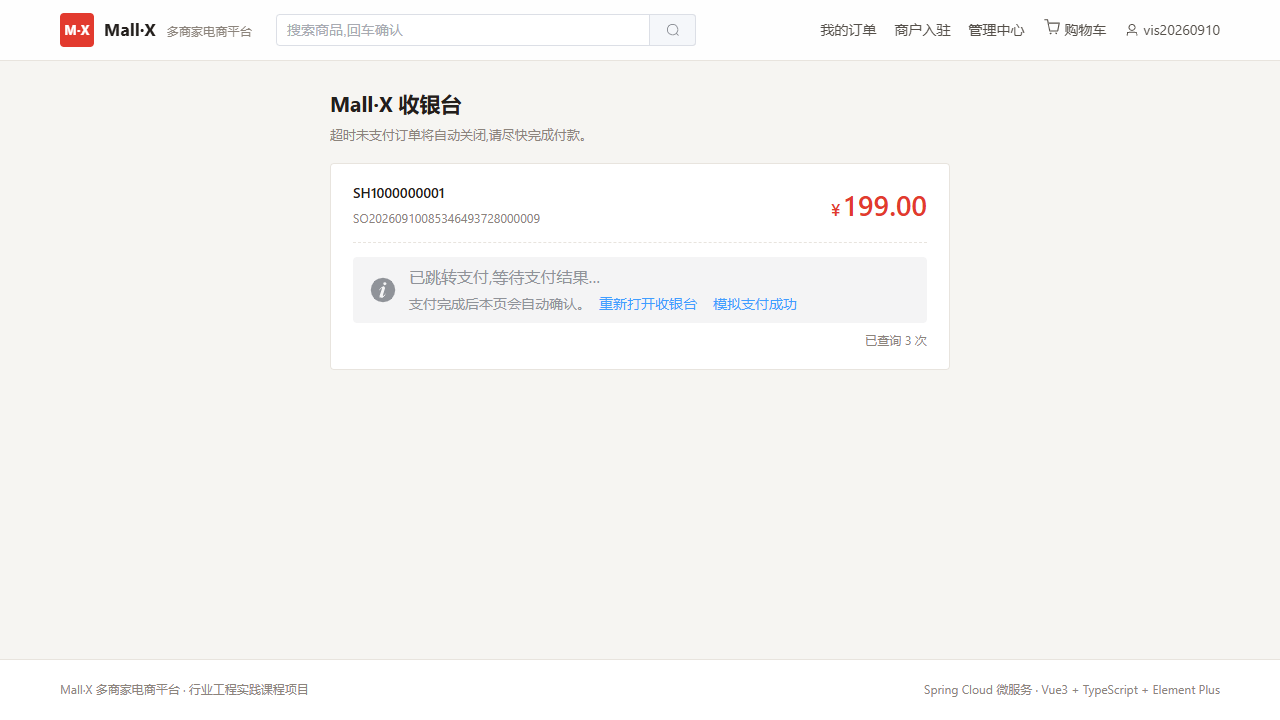 M·X Mall·X 多商家电商平台 搜索商品,回车确认 我的订单 商户入驻 管理中心 购物车 vis20260910
Mall·X 收银台
超时未支付订单将自动关闭,请尽快完成付款。
SH1000000001
¥199.00
SO20260910085346493728000009
已跳转支付,等待支付结果...
支付完成后本页会自动确认。 重新打开收银台 模拟支付成功
已查询 3 次
Mall·X 多商家电商平台 · 行业工程实践课程项目 Spring Cloud 微服务 · Vue3 + TypeScript + Element Plus